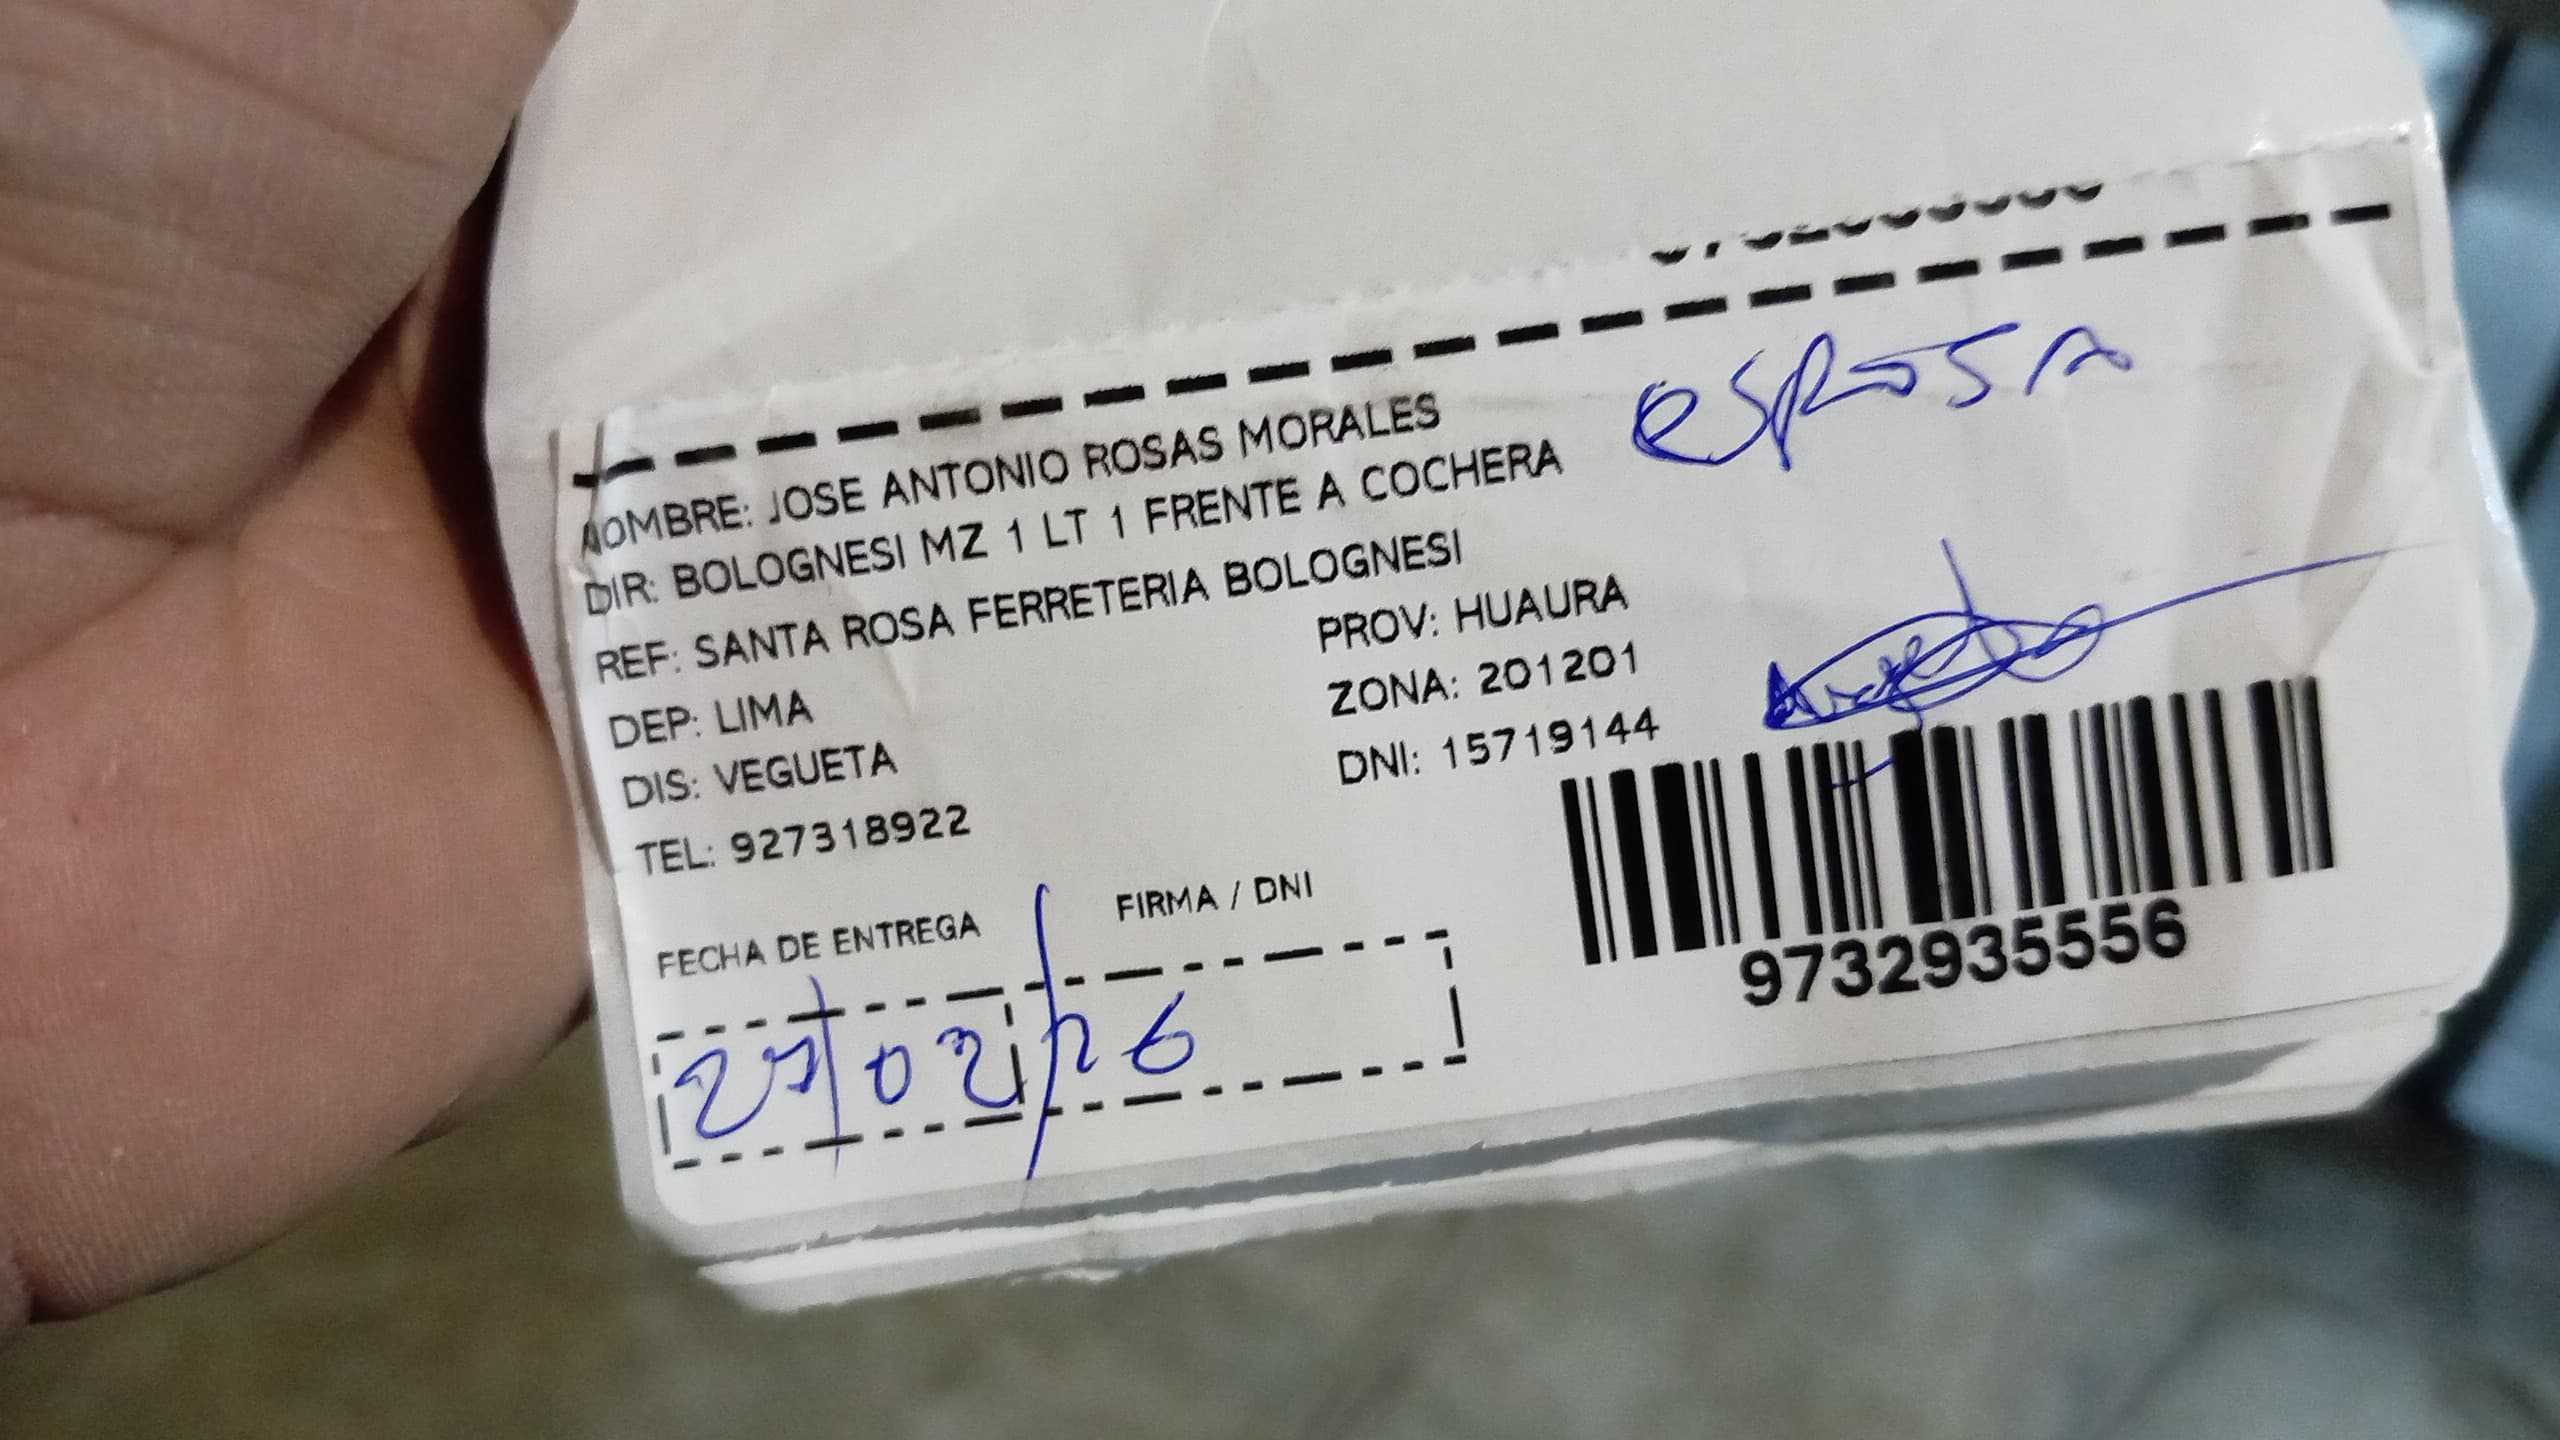 esposa
NOMBRE: JOSE ANTONIO ROSAS MORALES
DIR: BOLOGNESI MZ 1 LT 1 FRENTE A COCHERA
REF: SANTA ROSA FERRETERIA BOLOGNESI
DEP: LIMA PROV: HUAURA
DIS: VEGUETA ZONA: 201201
TEL: 927318922 DNI: 15719144
FECHA DE ENTREGA FIRMA / DNI
27/02/26
9732935556